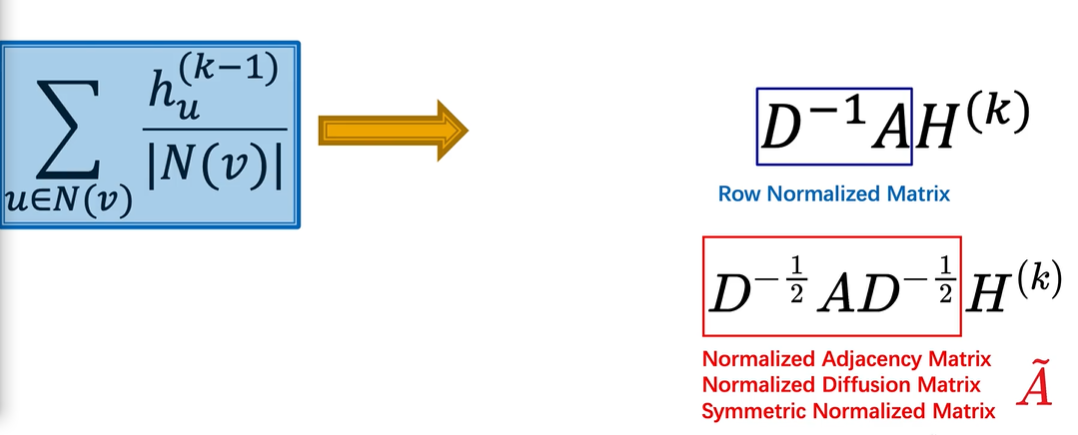 $\sum_{u \in N(v)} \frac{h_u^{(k-1)}}{|N(v)|}$
$D^{-1}AH^{(k)}$
Row Normalized Matrix
$D^{-\frac{1}{2}}AD^{-\frac{1}{2}}H^{(k)}$
Normalized Adjacency Matrix
Normalized Diffusion Matrix
Symmetric Normalized Matrix
$\tilde{A}$